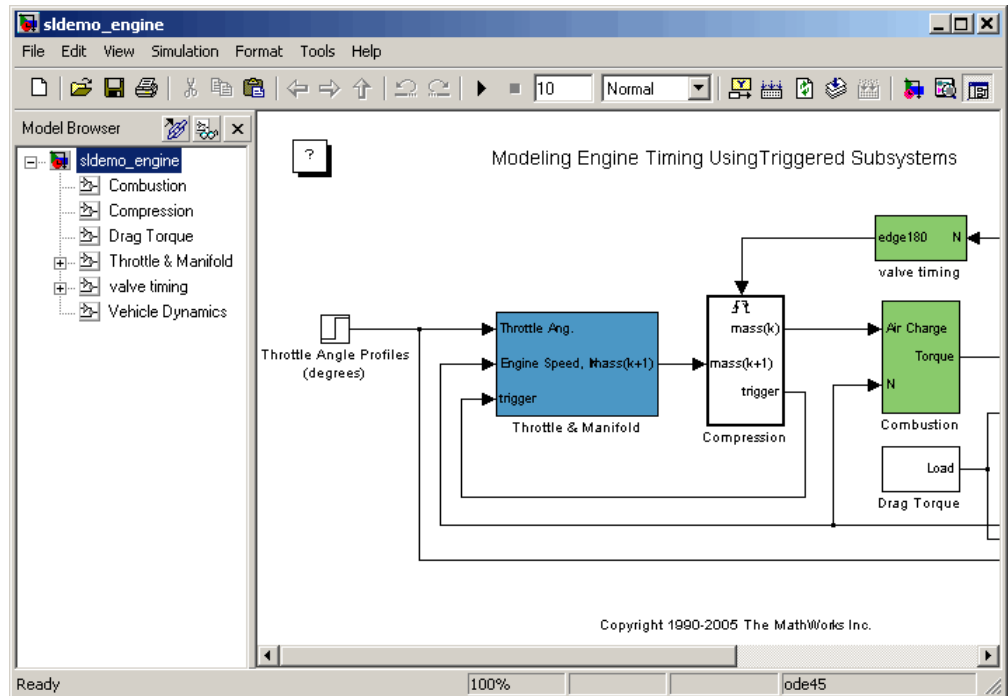 sldemo_engine
File Edit View Simulation Format Tools Help
10 Normal
Model Browser
sldemo_engine
Combustion
Compression
Drag Torque
Throttle & Manifold
valve timing
Vehicle Dynamics
?
Modeling Engine Timing UsingTriggered Subsystems
edge180 N
valve timing
Throttle Angle Profiles
(degrees)
Throttle Ang.
Engine Speed, mass(k+1)
trigger
Throttle & Manifold
mass(k)
mass(k+1)
trigger
Compression
Air Charge
Torque
N
Combustion
Load
Drag Torque
Copyright 1990-2005 The MathWorks Inc.
Ready 100% ode45